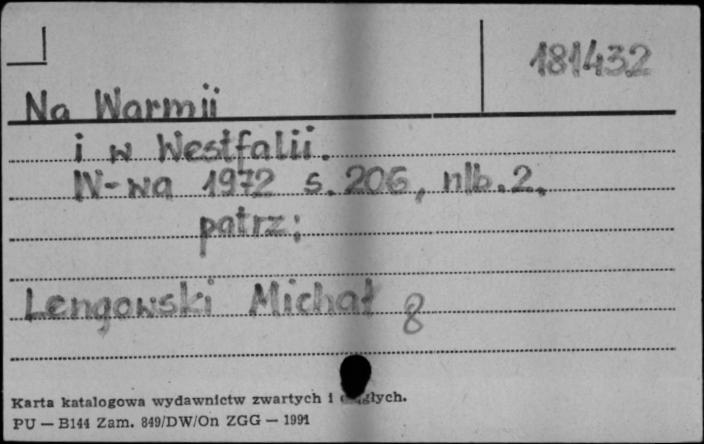 181432
Na Warmii
i w Westfalii.
W-wa 1972 s. 206, nlb. 2.
patrz:
Lengowski Michał 8
Karta katalogowa wydawnictw zwartych i ciągłych.
PU — B144 Zam. 849/DW/On ZGG — 1991